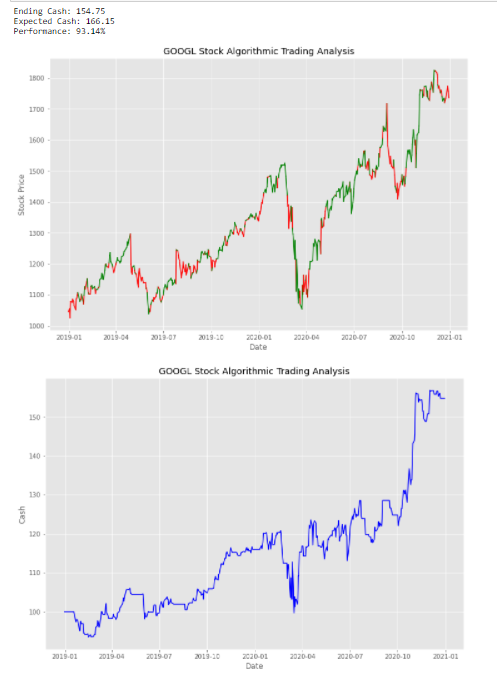 Ending Cash: 154.75
Expected Cash: 166.15
Performance: 93.14%
GOOGL Stock Algorithmic Trading Analysis
1800
1700
1600
1500
1400
1300
1200
1100
1000
Stock Price
2019-01 2019-04 2019-07 2019-10 2020-01 2020-04 2020-07 2020-10 2021-01
Date
GOOGL Stock Algorithmic Trading Analysis
150
140
130
120
110
100
Cash
2019-01 2019-04 2019-07 2019-10 2020-01 2020-04 2020-07 2020-10 2021-01
Date